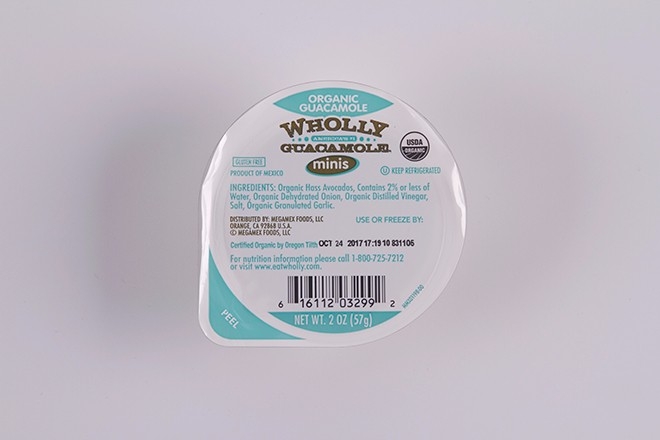 ORGANIC
GUACAMOLE
WHOLLY
GUACAMOLE
minis
USDA
ORGANIC
GLUTEN FREE
PRODUCT OF MEXICO
U KEEP REFRIGERATED
INGREDIENTS: Organic Hass Avocados, Contains 2% or less of
Water, Organic Dehydrated Onion, Organic Distilled Vinegar,
Salt, Organic Granulated Garlic.
DISTRIBUTED BY: MEGAMEX FOODS, LLC
ORANGE, CA 92868 U.S.A.
© MEGAMEX FOODS, LLC
USE OR FREEZE BY:
Certified Organic by Oregon Tilth OCT 24 2017 17:19 10 831106
For nutrition information please call 1-800-725-7212
or visit www.eatwholly.com.
6 16112 03299 2
NET WT. 2 OZ (57g)
PEEL